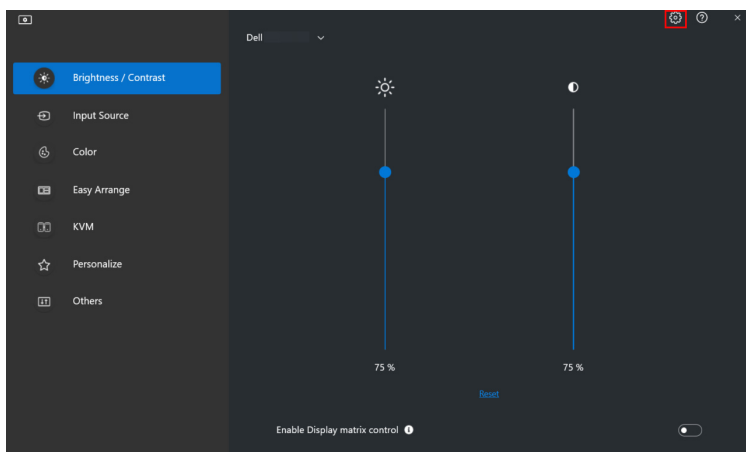 Dell
Brightness / Contrast
Input Source
Color
Easy Arrange
KVM
Personalize
Others
75 %
75 %
Reset
Enable Display matrix control